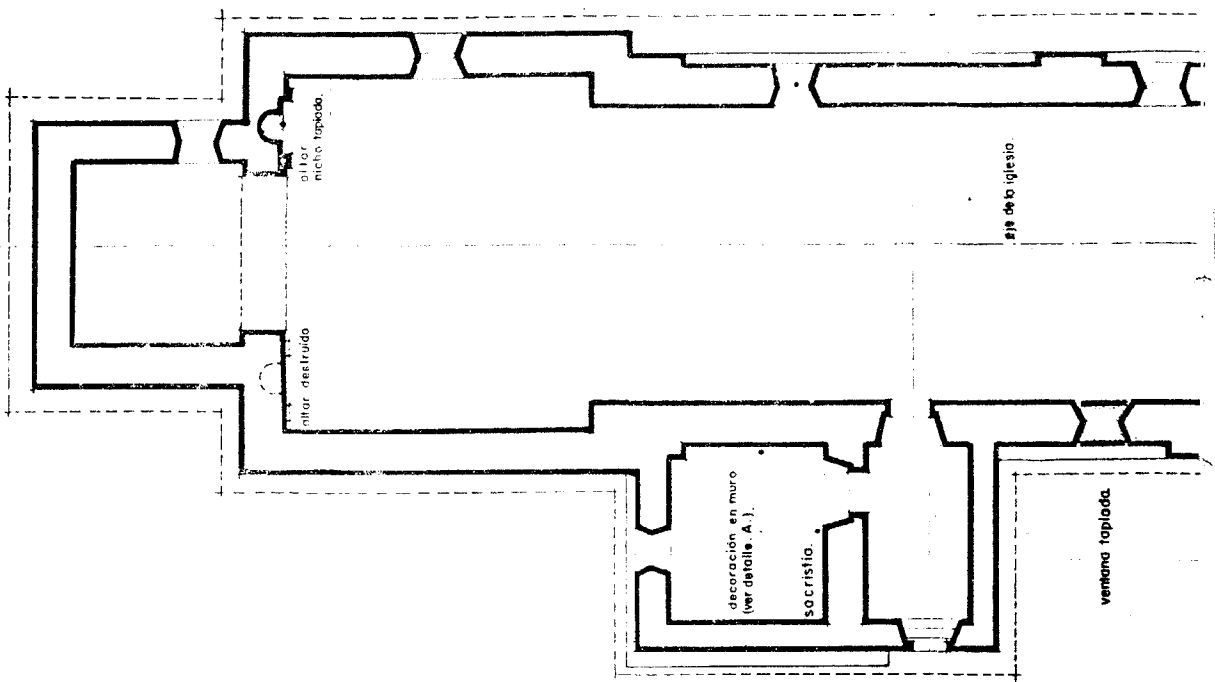 altar
nicho tapiado.
altar destruido
eje de la iglesia.
decoración en muro
(ver detalle. A.).
sacristía.
ventana tapiada